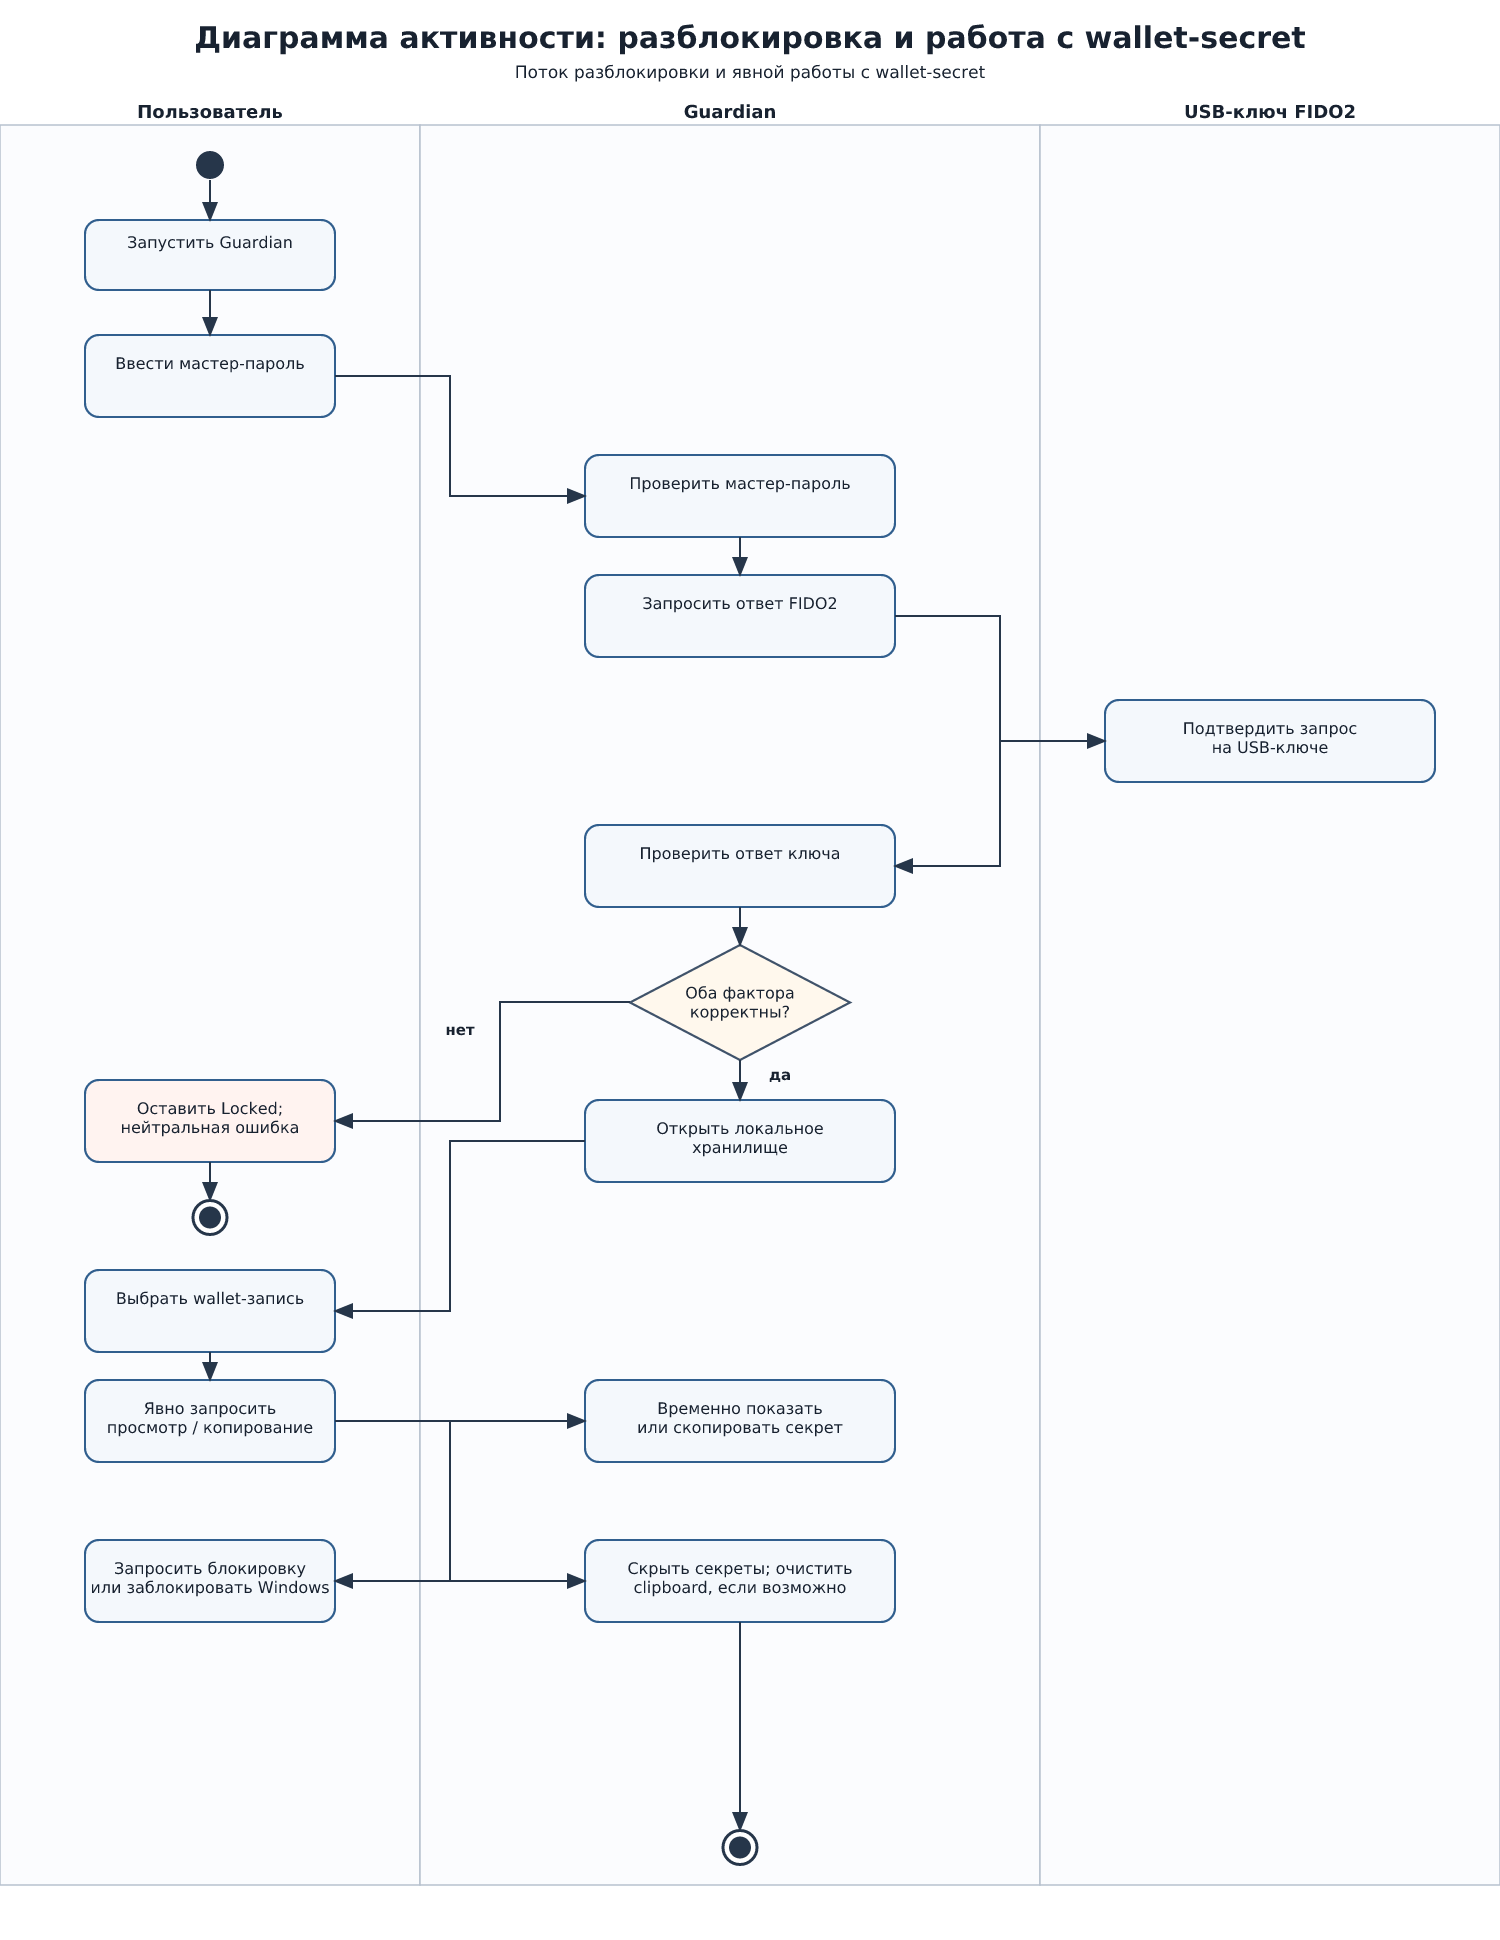 Диаграмма активности: разблокировка и работа с wallet-secret
Поток разблокировки и явной работы с wallet-secret
Пользователь
Guardian
USB-ключ FIDO2
Запустить Guardian
Ввести мастер-пароль
Проверить мастер-пароль
Запросить ответ FIDO2
Подтвердить запрос
на USB-ключе
Проверить ответ ключа
Оба фактора
корректны?
нет
да
Оставить Locked;
нейтральная ошибка
Открыть локальное
хранилище
Выбрать wallet-запись
Явно запросить
просмотр / копирование
Временно показать
или скопировать секрет
Запросить блокировку
или заблокировать Windows
Скрыть секреты; очистить
clipboard, если возможно